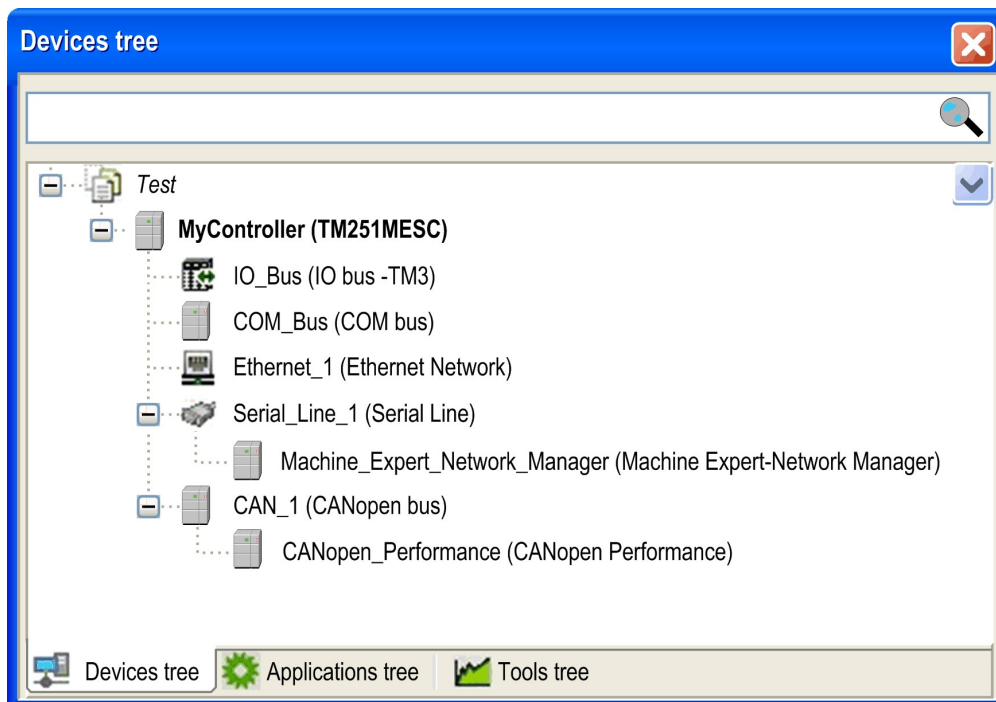 Devices tree
Test
MyController (TM251MESC)
IO_Bus (IO bus -TM3)
COM_Bus (COM bus)
Ethernet_1 (Ethernet Network)
Serial_Line_1 (Serial Line)
Machine_Expert_Network_Manager (Machine Expert-Network Manager)
CAN_1 (CANopen bus)
CANopen_Performance (CANopen Performance)
Devices tree Applications tree Tools tree